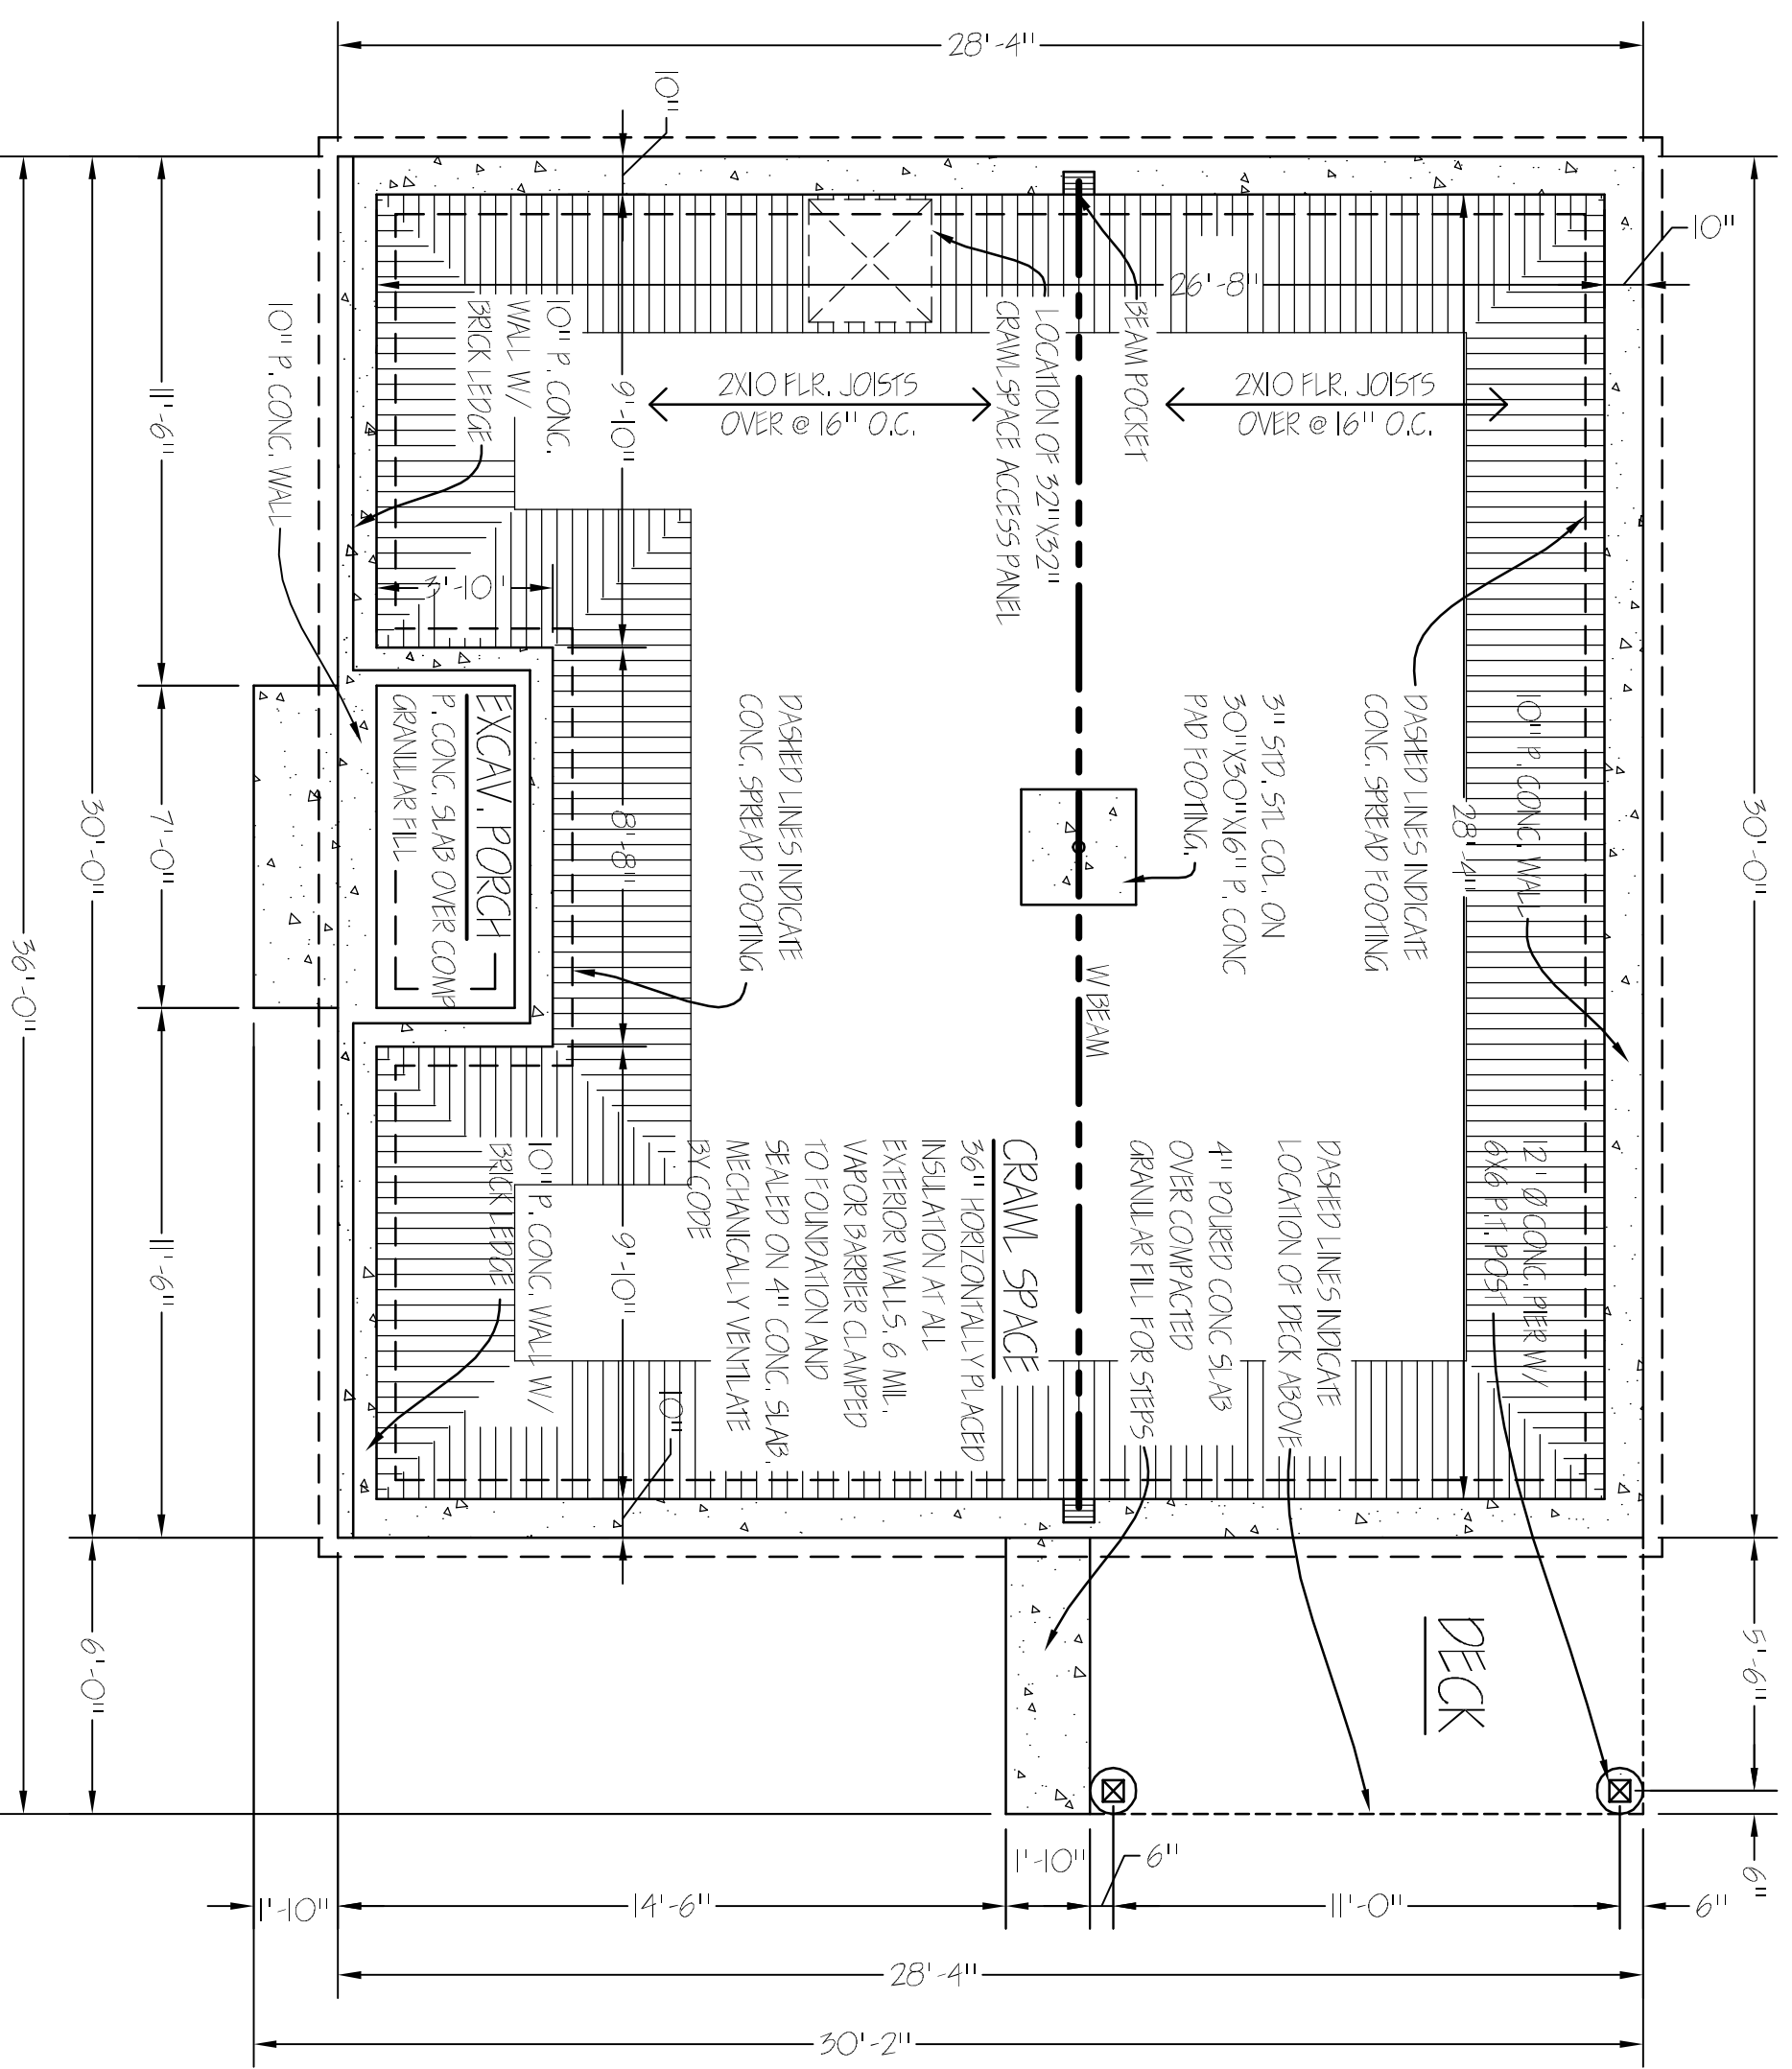 28'-4"
10"
30'-0"
10"
26'-8"
2X10 FLR. JOISTS
OVER @ 16" O.C.
2X10 FLR. JOISTS
OVER @ 16" O.C.
BEAM POCKET
LOCATION OF 32"X32"
CRAWLSPACE ACCESS PANEL
10" P. CONC.
WALL W/
BRICK LEDGE
9'-10"
10" P. CONC. WALL
3'-10"
10" P. CONC. WALL
28'-4"
DASHED LINES INDICATE
CONC. SPREAD FOOTING
3" STD. STL COL. ON
30"X30"X16" P. CONC
PAD FOOTING.
DASHED LINES INDICATE
CONC. SPREAD FOOTING
8'-8"
EXCAV. PORCH
P. CONC. SLAB OVER COMP
GRANULAR FILL
W BEAM
12" Ø CONC. PIER W/
6X6 P.T. POST
DASHED LINES INDICATE
LOCATION OF DECK ABOVE
4" POURED CONC SLAB
OVER COMPACTED
GRANULAR FILL FOR STEPS
CRAWL SPACE
36" HORIZONTALLY PLACED
INSULATION AT ALL
EXTERIOR WALLS. 6 MIL.
VAPOR BARRIER CLAMPED
TO FOUNDATION AND
SEALED ON 4" CONC. SLAB.
MECHANICALLY VENTILATE
BY CODE
9'-10"
10"
10" P. CONC. WALL W/
BRICK LEDGE
DECK
11'-6"
7'-0"
11'-6"
30'-0"
6'-0"
36'-0"
5'-6"
6"
1'-10"
14'-6"
1'-10"
6"
11'-0"
6"
28'-4"
30'-2"